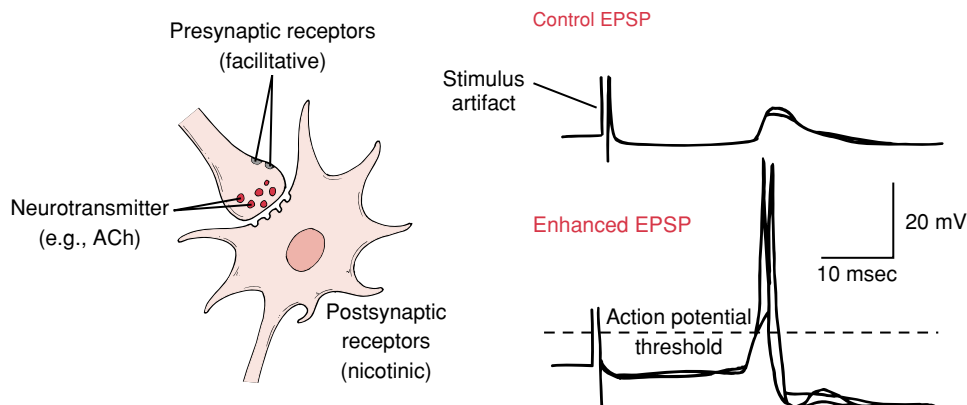 Presynaptic receptors
(facilitative)
Neurotransmitter
(e.g., ACh)
Postsynaptic
receptors
(nicotinic)
Control EPSP
Stimulus
artifact
Enhanced EPSP
20 mV
10 msec
Action potential
threshold